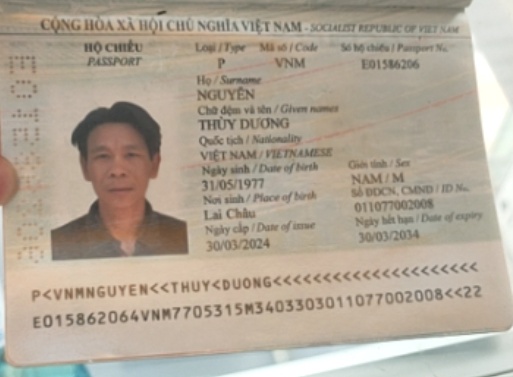 CỘNG HÒA XÃ HỘI CHỦ NGHĨA VIỆT NAM - SOCIALIST REPUBLIC OF VIET NAM
HỘ CHIẾU
PASSPORT
Loại / Type Mã số / Code Số hộ chiếu / Passport No.
P VNM E01586206
Họ / Surname
NGUYỄN
Chữ đệm và tên / Given names
THÙY DƯƠNG
Quốc tịch / Nationality
VIỆT NAM / VIETNAMESE
Ngày sinh / Date of birth Giới tính / Sex
31/05/1977 NAM / M
Nơi sinh / Place of birth Số ĐDCN, CMND / ID No.
Lai Châu 011077002008
Ngày cấp / Date of issue Ngày hết hạn / Date of expiry
30/03/2024 30/03/2034
P<VNMNGUYEN<<THUY<DUONG<<<<<<<<<<<<<<<<<<<<<
E015862064VNM7705315M3403303011077002008<<22